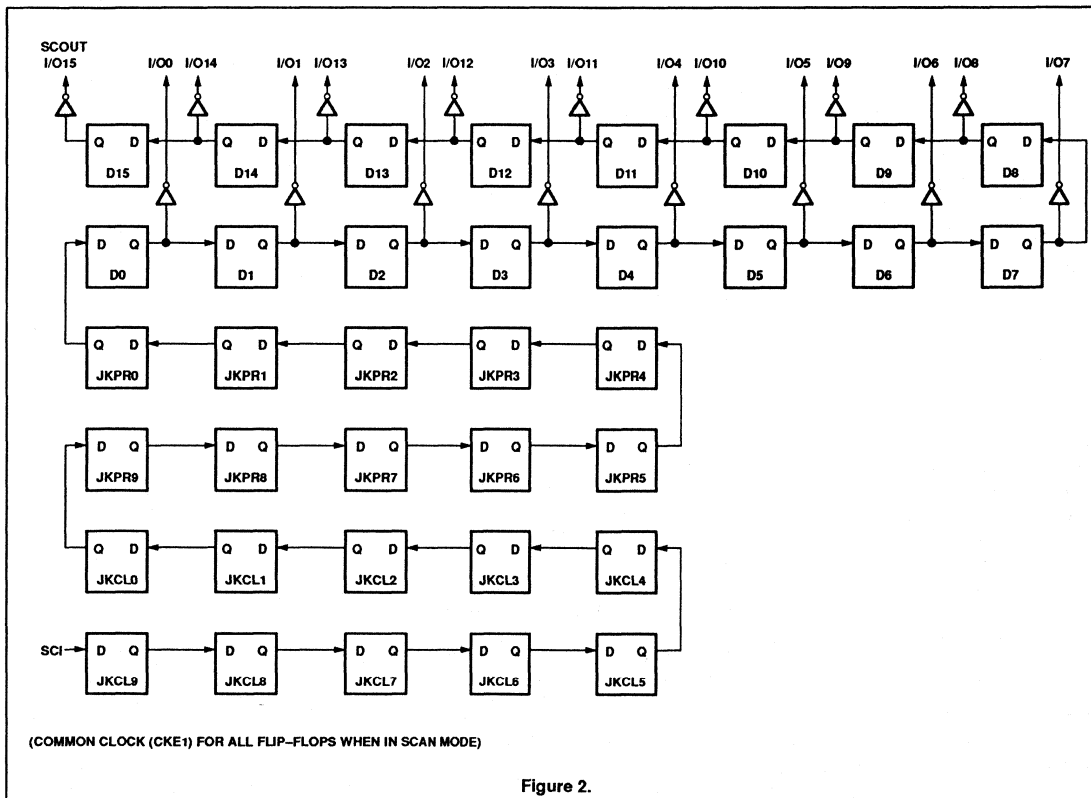 SCOUT
I/O15 I/O0 I/O14 I/O1 I/O13 I/O2 I/O12 I/O3 I/O11 I/O4 I/O10 I/O5 I/O9 I/O6 I/O8 I/O7
Q D Q D Q D Q D Q D Q D Q D Q D
D15 D14 D13 D12 D11 D10 D9 D8
D Q D Q D Q D Q D Q D Q D Q D Q
D0 D1 D2 D3 D4 D5 D6 D7
Q D Q D Q D Q D Q D
JKPR0 JKPR1 JKPR2 JKPR3 JKPR4
D Q D Q D Q D Q D Q
JKPR9 JKPR8 JKPR7 JKPR6 JKPR5
Q D Q D Q D Q D Q D
JKCL0 JKCL1 JKCL2 JKCL3 JKCL4
SCI D Q D Q D Q D Q D Q
JKCL9 JKCL8 JKCL7 JKCL6 JKCL5
(COMMON CLOCK (CKE1) FOR ALL FLIP–FLOPS WHEN IN SCAN MODE)
Figure 2.